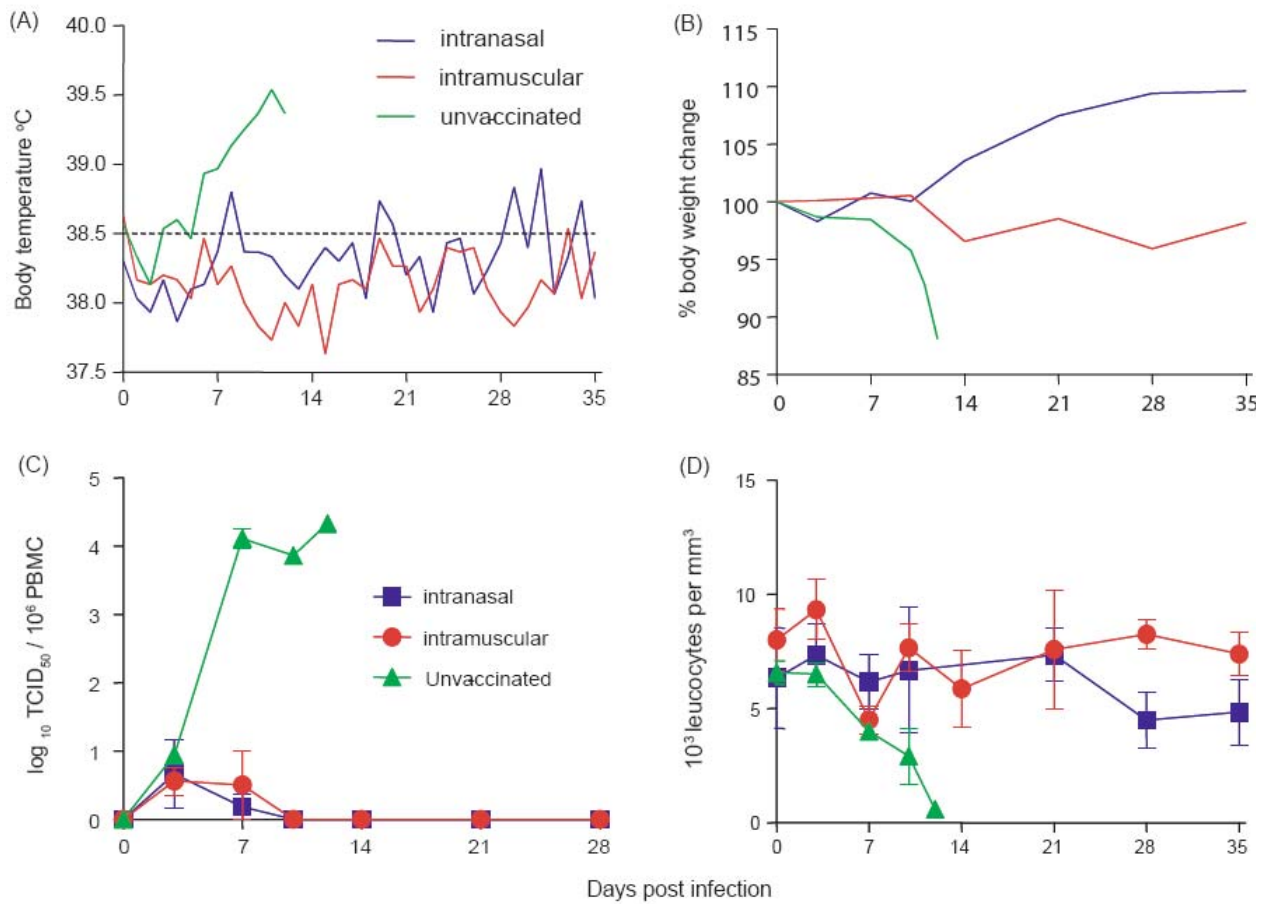 (A)
40.0
39.5
39.0
38.5
38.0
37.5
Body temperature ºC
intranasal
intramuscular
unvaccinated
0 7 14 21 28 35
(B)
115
110
105
100
95
90
85
% body weight change
0 7 14 21 28 35
(C)
5
4
3
2
1
0
log 10 TCID50 / 10⁶ PBMC
intranasal
intramuscular
Unvaccinated
0 7 14 21 28
(D)
15
10
5
0
10³ leucocytes per mm³
0 7 14 21 28 35
Days post infection